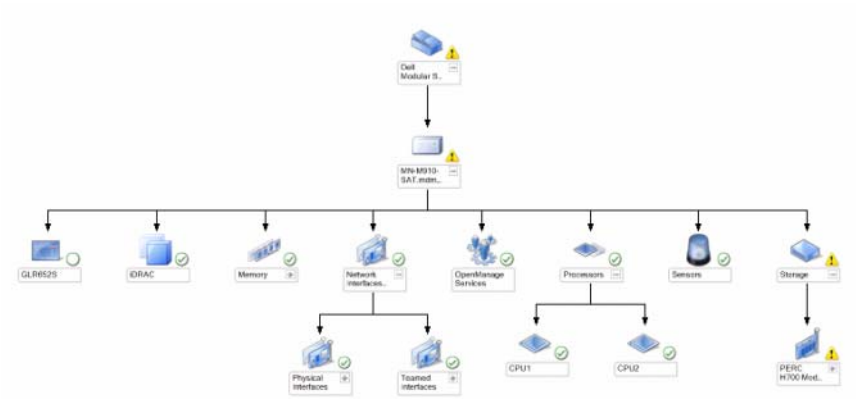 Dell
Modular S..
MN-M910-
SAT.mdm..
GLR652S
iDRAC
Memory
Network
Interfaces..
OpenManage
Services
Processors
Sensors
Storage
Physical
Interfaces
Teamed
Interfaces
CPU1
CPU2
PERC
H700 Mod..